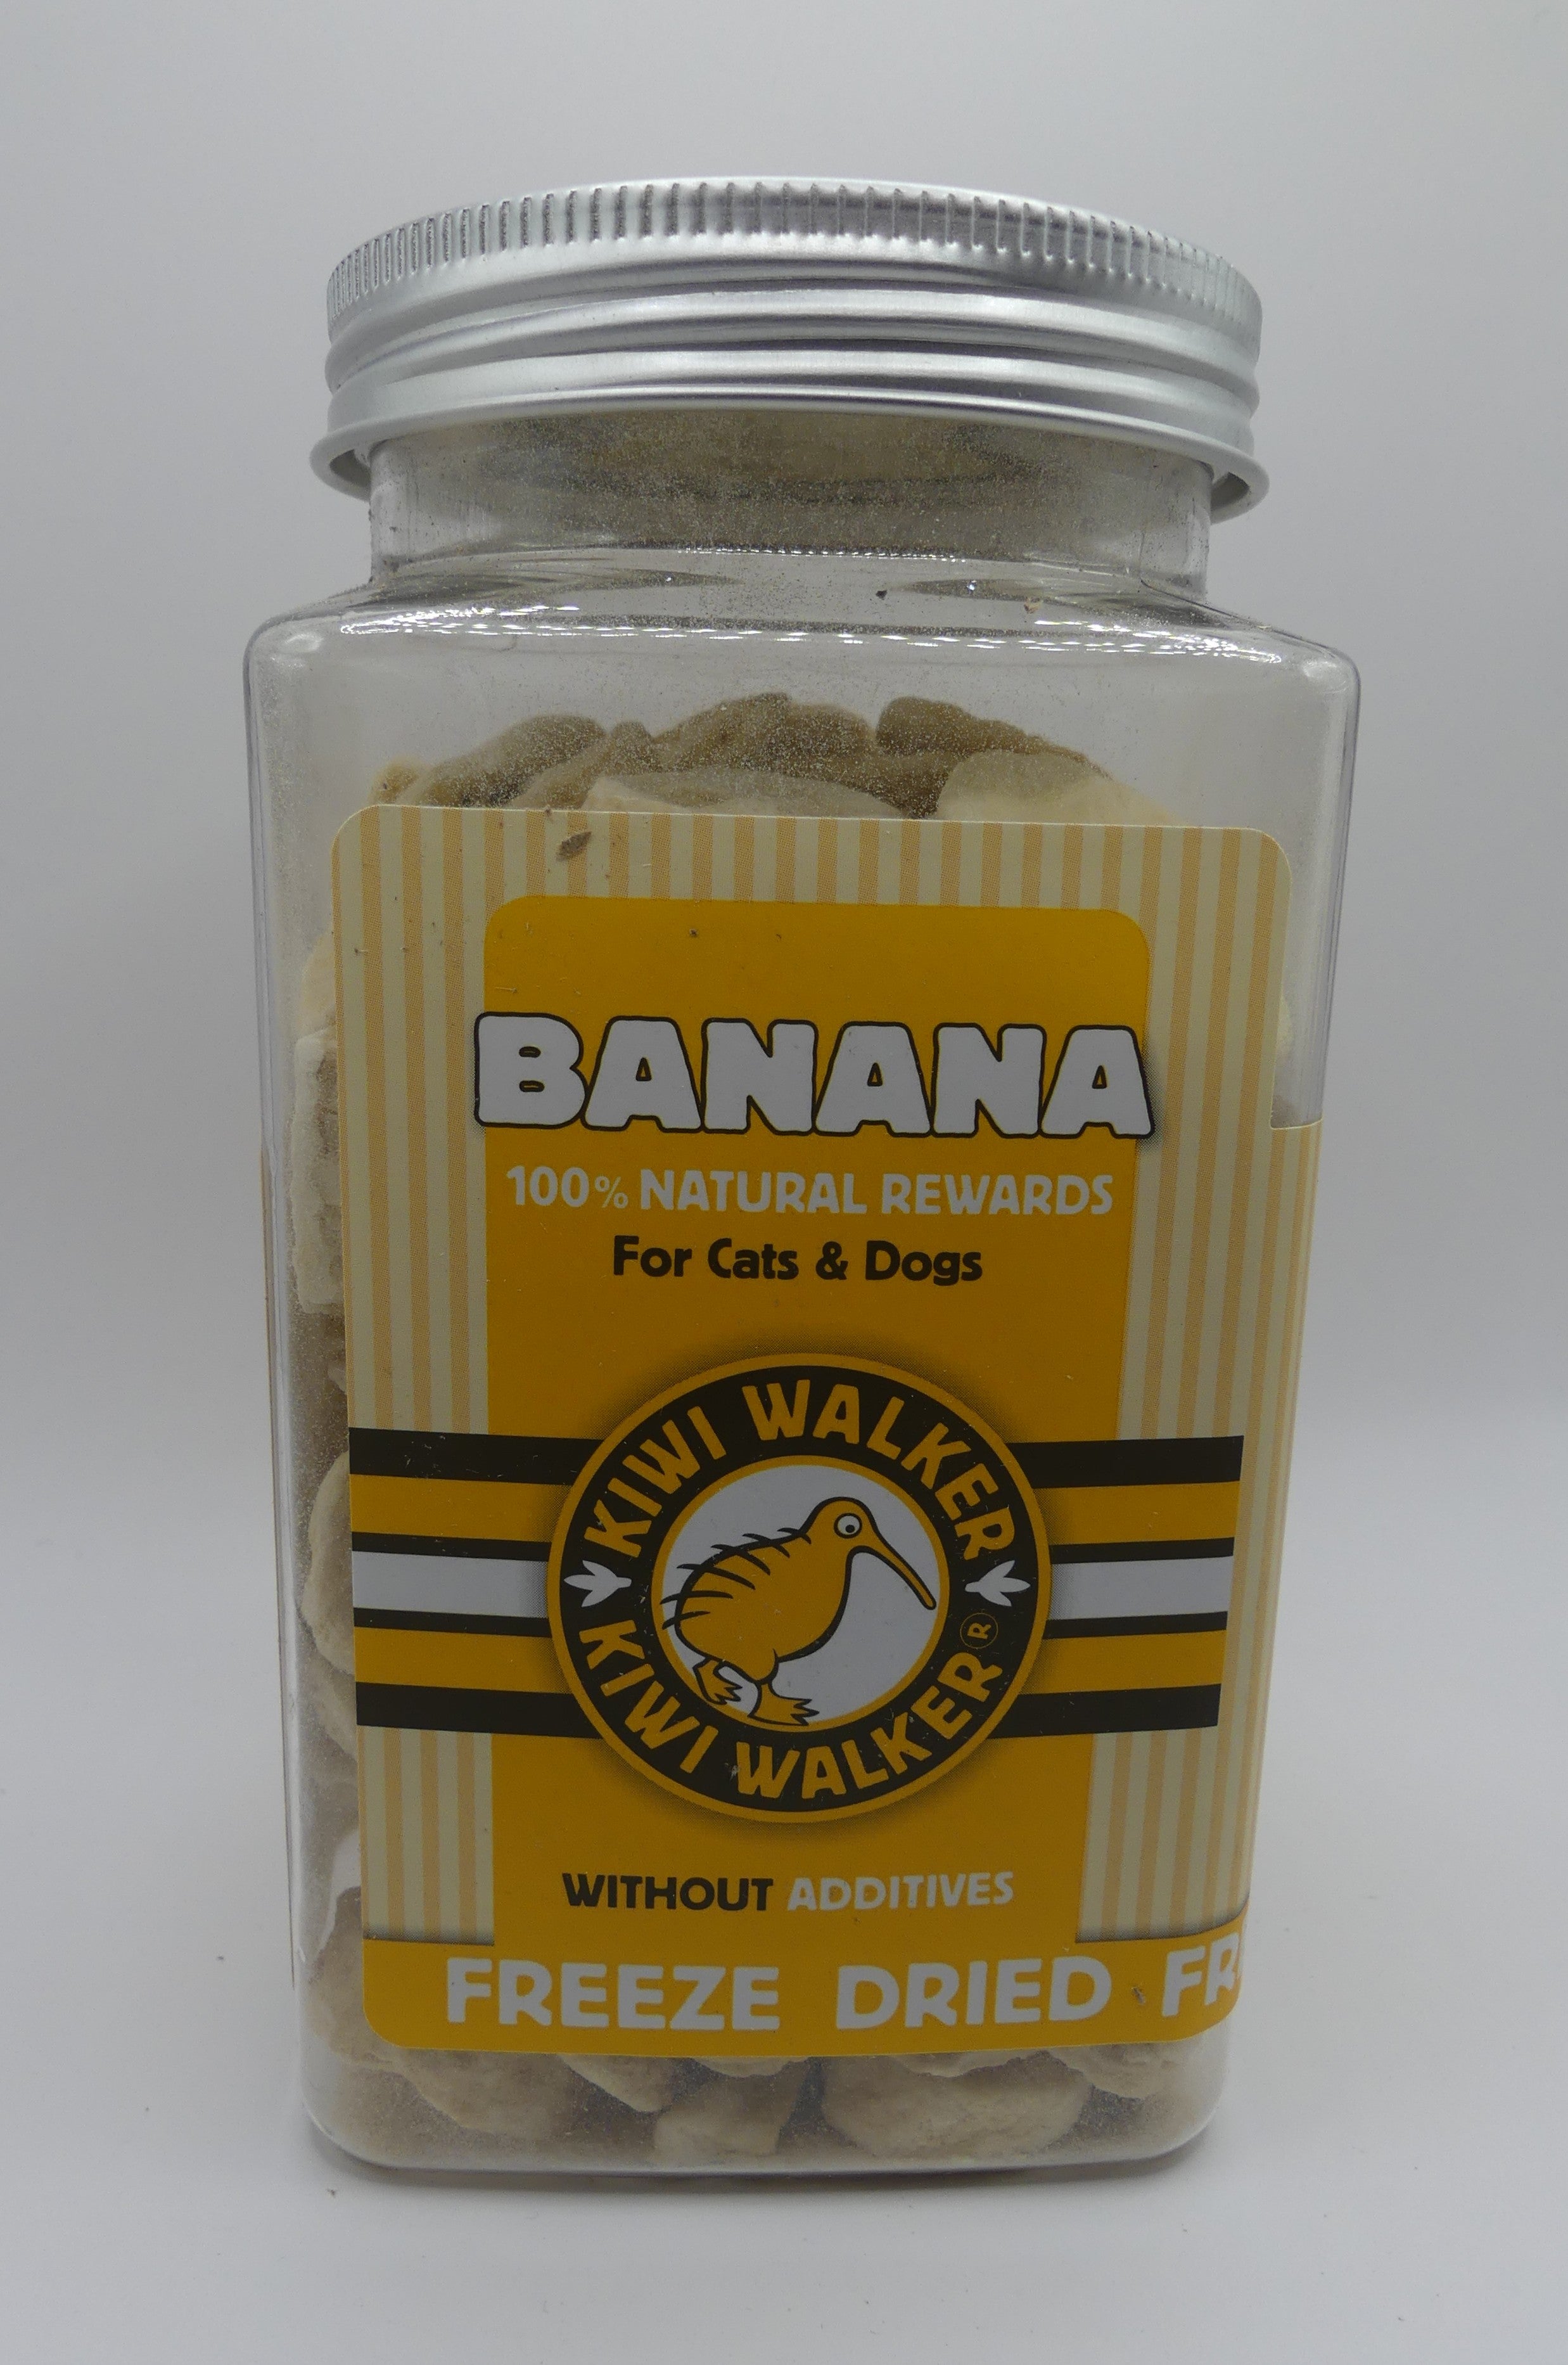 BANANA
100% NATURAL REWARDS
For Cats & Dogs
KIWI WALKER
KIWI WALKER®
WITHOUT ADDITIVES
FREEZE DRIED